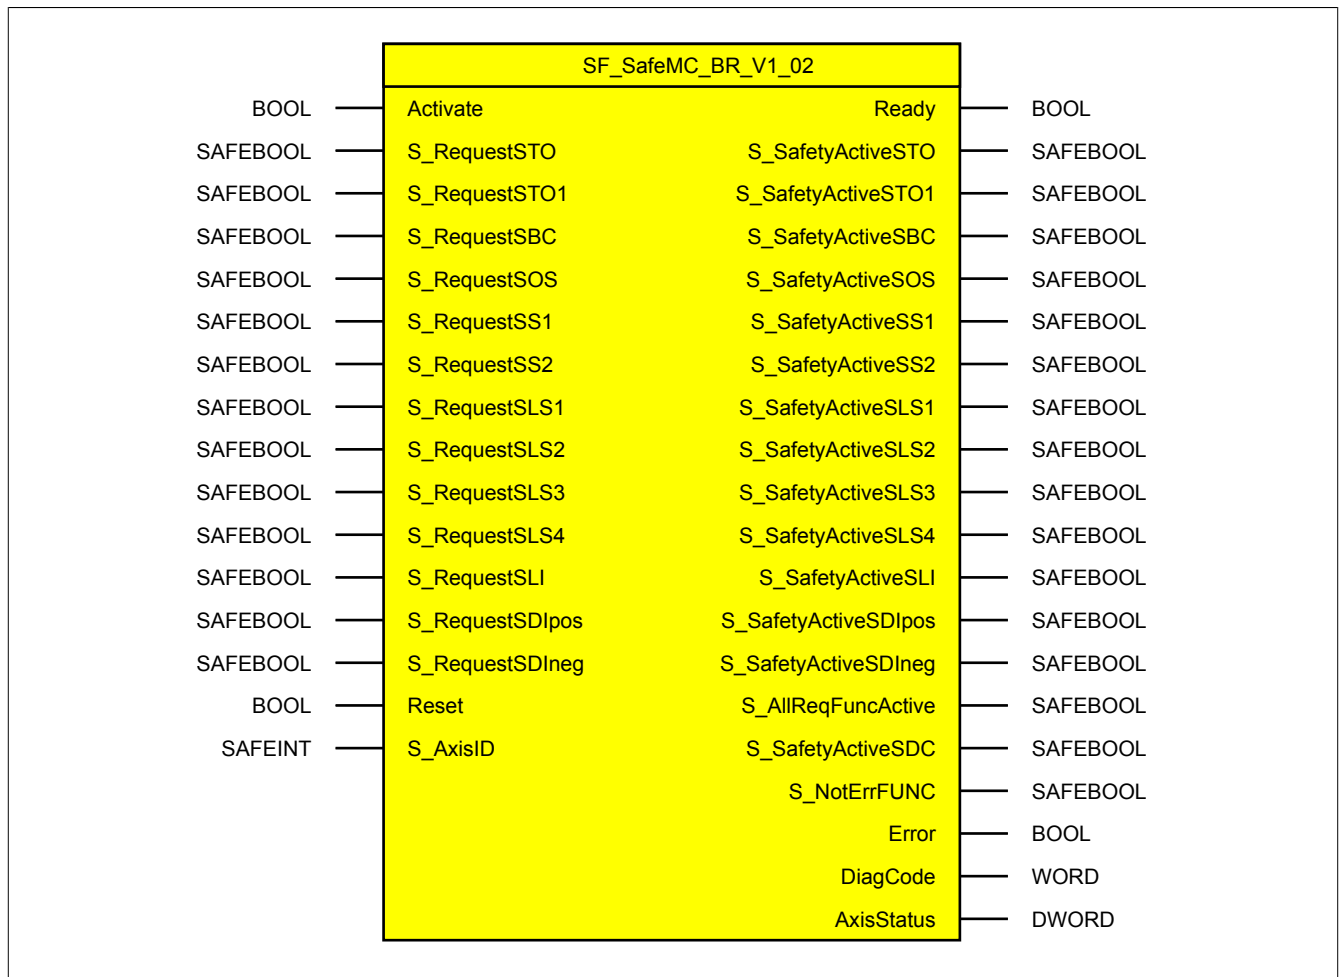 SF_SafeMC_BR_V1_02
BOOL Activate Ready BOOL
SAFEBOOL S_RequestSTO S_SafetyActiveSTO SAFEBOOL
SAFEBOOL S_RequestSTO1 S_SafetyActiveSTO1 SAFEBOOL
SAFEBOOL S_RequestSBC S_SafetyActiveSBC SAFEBOOL
SAFEBOOL S_RequestSOS S_SafetyActiveSOS SAFEBOOL
SAFEBOOL S_RequestSS1 S_SafetyActiveSS1 SAFEBOOL
SAFEBOOL S_RequestSS2 S_SafetyActiveSS2 SAFEBOOL
SAFEBOOL S_RequestSLS1 S_SafetyActiveSLS1 SAFEBOOL
SAFEBOOL S_RequestSLS2 S_SafetyActiveSLS2 SAFEBOOL
SAFEBOOL S_RequestSLS3 S_SafetyActiveSLS3 SAFEBOOL
SAFEBOOL S_RequestSLS4 S_SafetyActiveSLS4 SAFEBOOL
SAFEBOOL S_RequestSLI S_SafetyActiveSLI SAFEBOOL
SAFEBOOL S_RequestSDIpos S_SafetyActiveSDIpos SAFEBOOL
SAFEBOOL S_RequestSDIneg S_SafetyActiveSDIneg SAFEBOOL
BOOL Reset S_AllReqFuncActive SAFEBOOL
SAFEINT S_AxisID S_SafetyActiveSDC SAFEBOOL
S_NotErrFUNC SAFEBOOL
Error BOOL
DiagCode WORD
AxisStatus DWORD